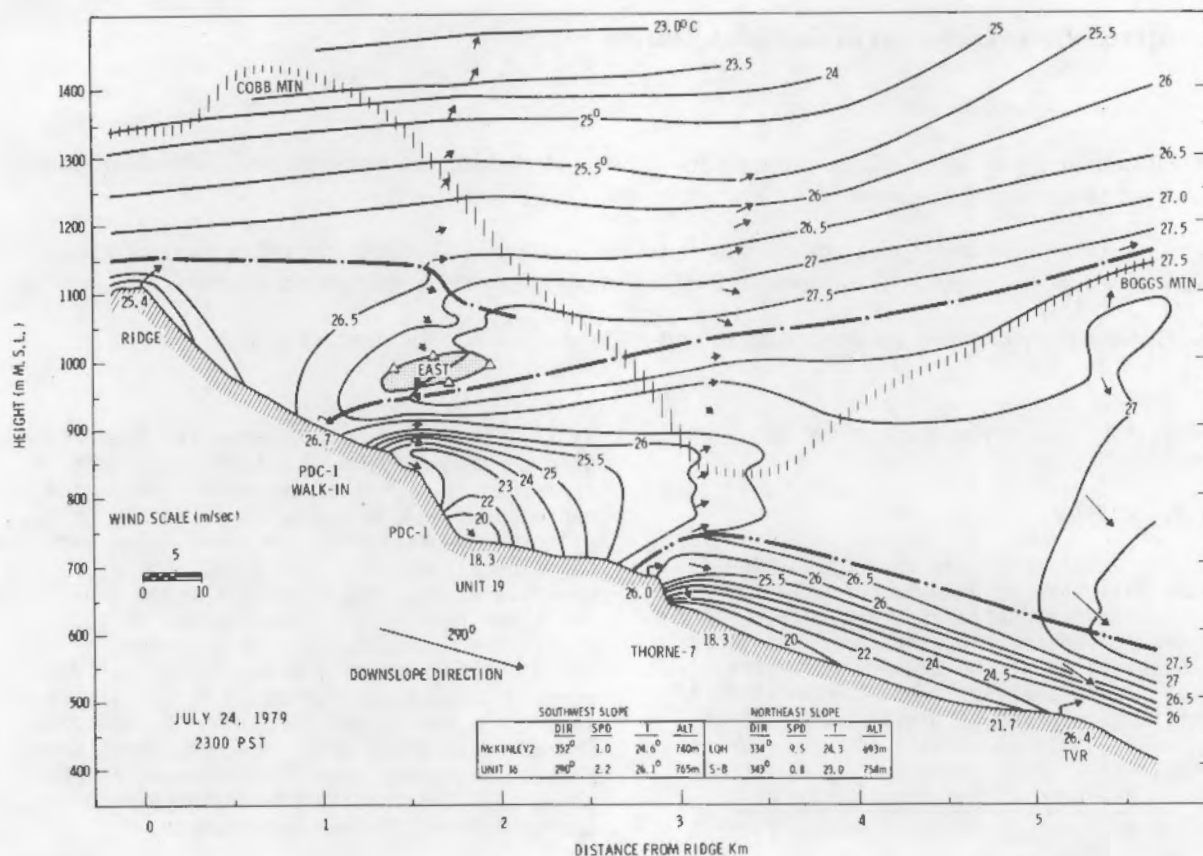 23.0°C
25
25.5
23.5
24
26
COBB MTN
25°
26.5
25.5°
26
27.0
26.5
27.5
27
27.5
27.5
BOGGS MTN
25.4
26.5
RIDGE
EAST
27
26.7
26
25.5
25
24
23
22
20
PDC-1
WALK-IN
PDC-1
18.3
UNIT 19
26.0
25.5
26
26.5
26
18.3
20
22
24
24.5
THORNE-7
27.5
27
26.5
26
21.7
26.4
TVR
WIND SCALE (m/sec)
5
10
290°
DOWNSLOPE DIRECTION
JULY 24, 1979
2300 PST
SOUTHWEST SLOPE NORTHEAST SLOPE
DIR SPD T ALT DIR SPD T ALT
McKINLEY2 352° 1.0 24.6° 740m LQH 334° 24.3
UNIT 16 290° 2.2 26.1° 765m S-B 343° 0.8 23.0 754m
HEIGHT (m M.S.L.)
1400
1300
1200
1100
1000
900
800
700
600
500
400
0 1 2 3 4 5
DISTANCE FROM RIDGE Km